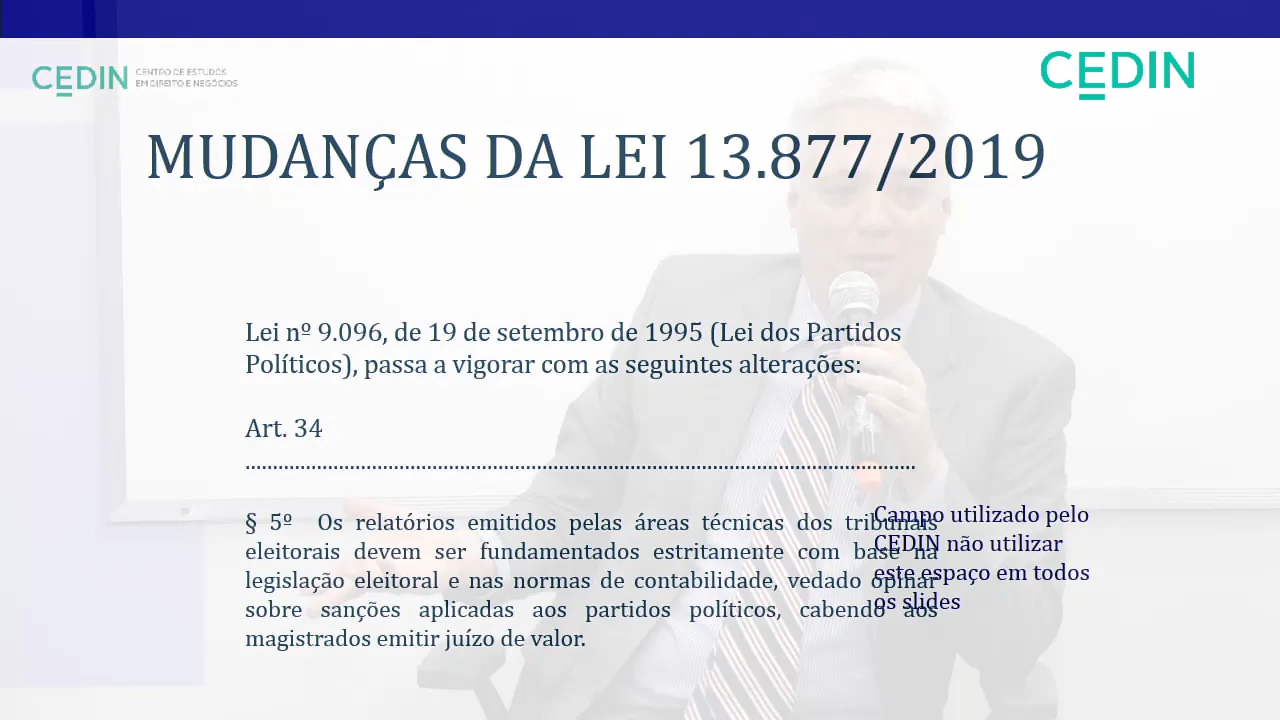 CEDIN CENTRO DE ESTUDOS
EM DIREITO E NEGÓCIOS
CEDIN
MUDANÇAS DA LEI 13.877/2019
Lei nº 9.096, de 19 de setembro de 1995 (Lei dos Partidos
Políticos), passa a vigorar com as seguintes alterações:
Art. 34
........................................................................................................................
§ 5º Os relatórios emitidos pelas áreas técnicas dos tribunais
eleitorais devem ser fundamentados estritamente com base na
legislação eleitoral e nas normas de contabilidade, vedado opinar
sobre sanções aplicadas aos partidos políticos, cabendo aos
magistrados emitir juízo de valor.
Campo utilizado pelo
CEDIN não utilizar
este espaço em todos
os slides